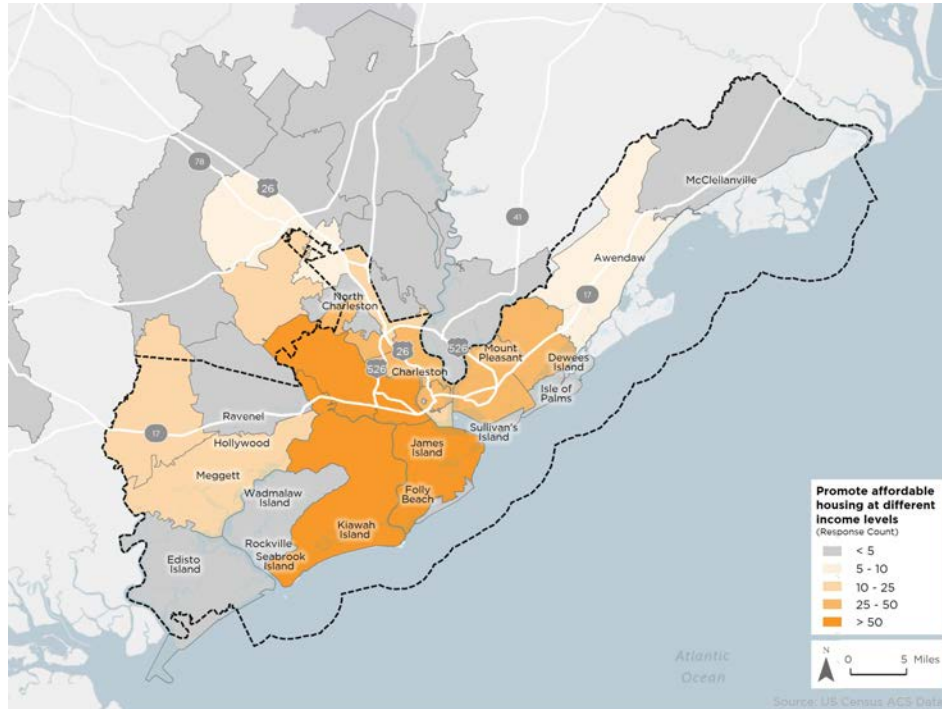 78
26
41
McClellanville
Awendaw
17
North
Charleston
526
26
526
Charleston
Mount
Pleasant
Dewees
Island
Isle of
Palms
Sullivan's
Island
Ravenel
17
Hollywood
Meggett
James
Island
Folly
Beach
Wadmalaw
Island
Kiawah
Island
Rockville
Seabrook
Island
Edisto
Island
Promote affordable
housing at different
income levels
(Response Count)
< 5
5 - 10
10 - 25
25 - 50
> 50
N
0 5 Miles
Atlantic
Ocean
Source: US Census ACS Data